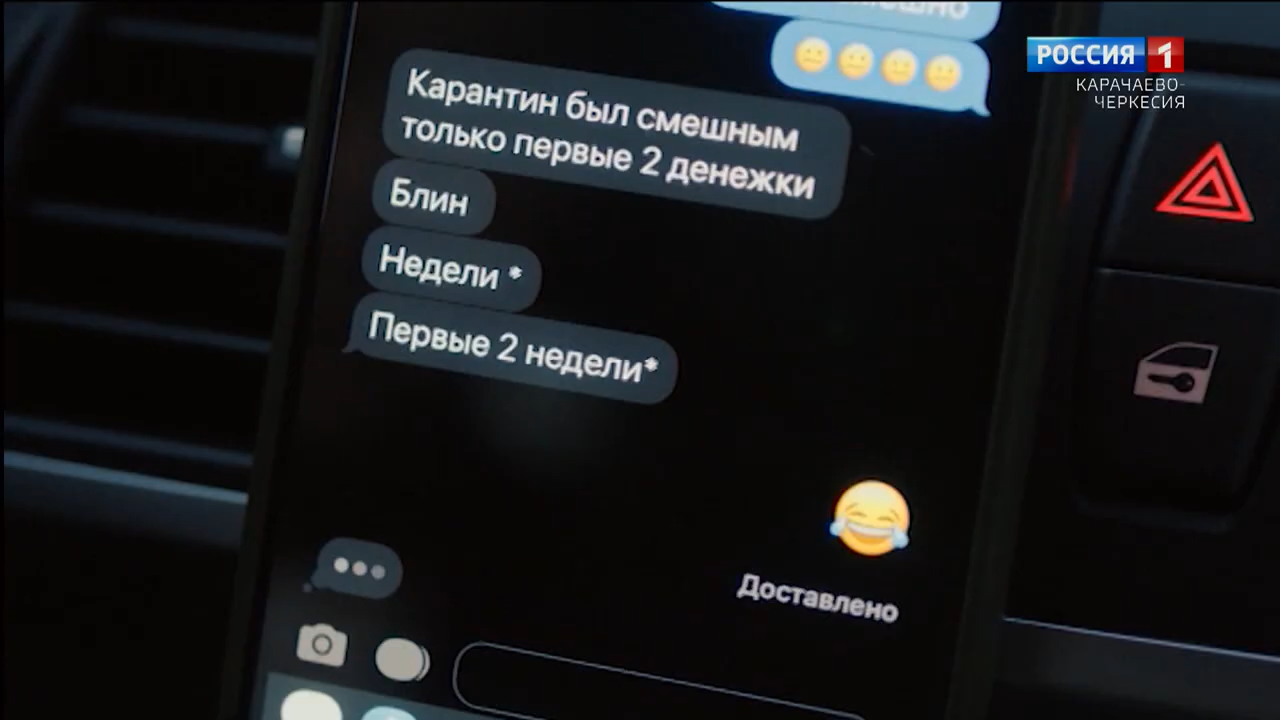 РОССИЯ 1
КАРАЧАЕВО-
ЧЕРКЕСИЯ
Карантин был смешным
только первые 2 денежки
Блин
Недели *
Первые 2 недели*
Доставлено